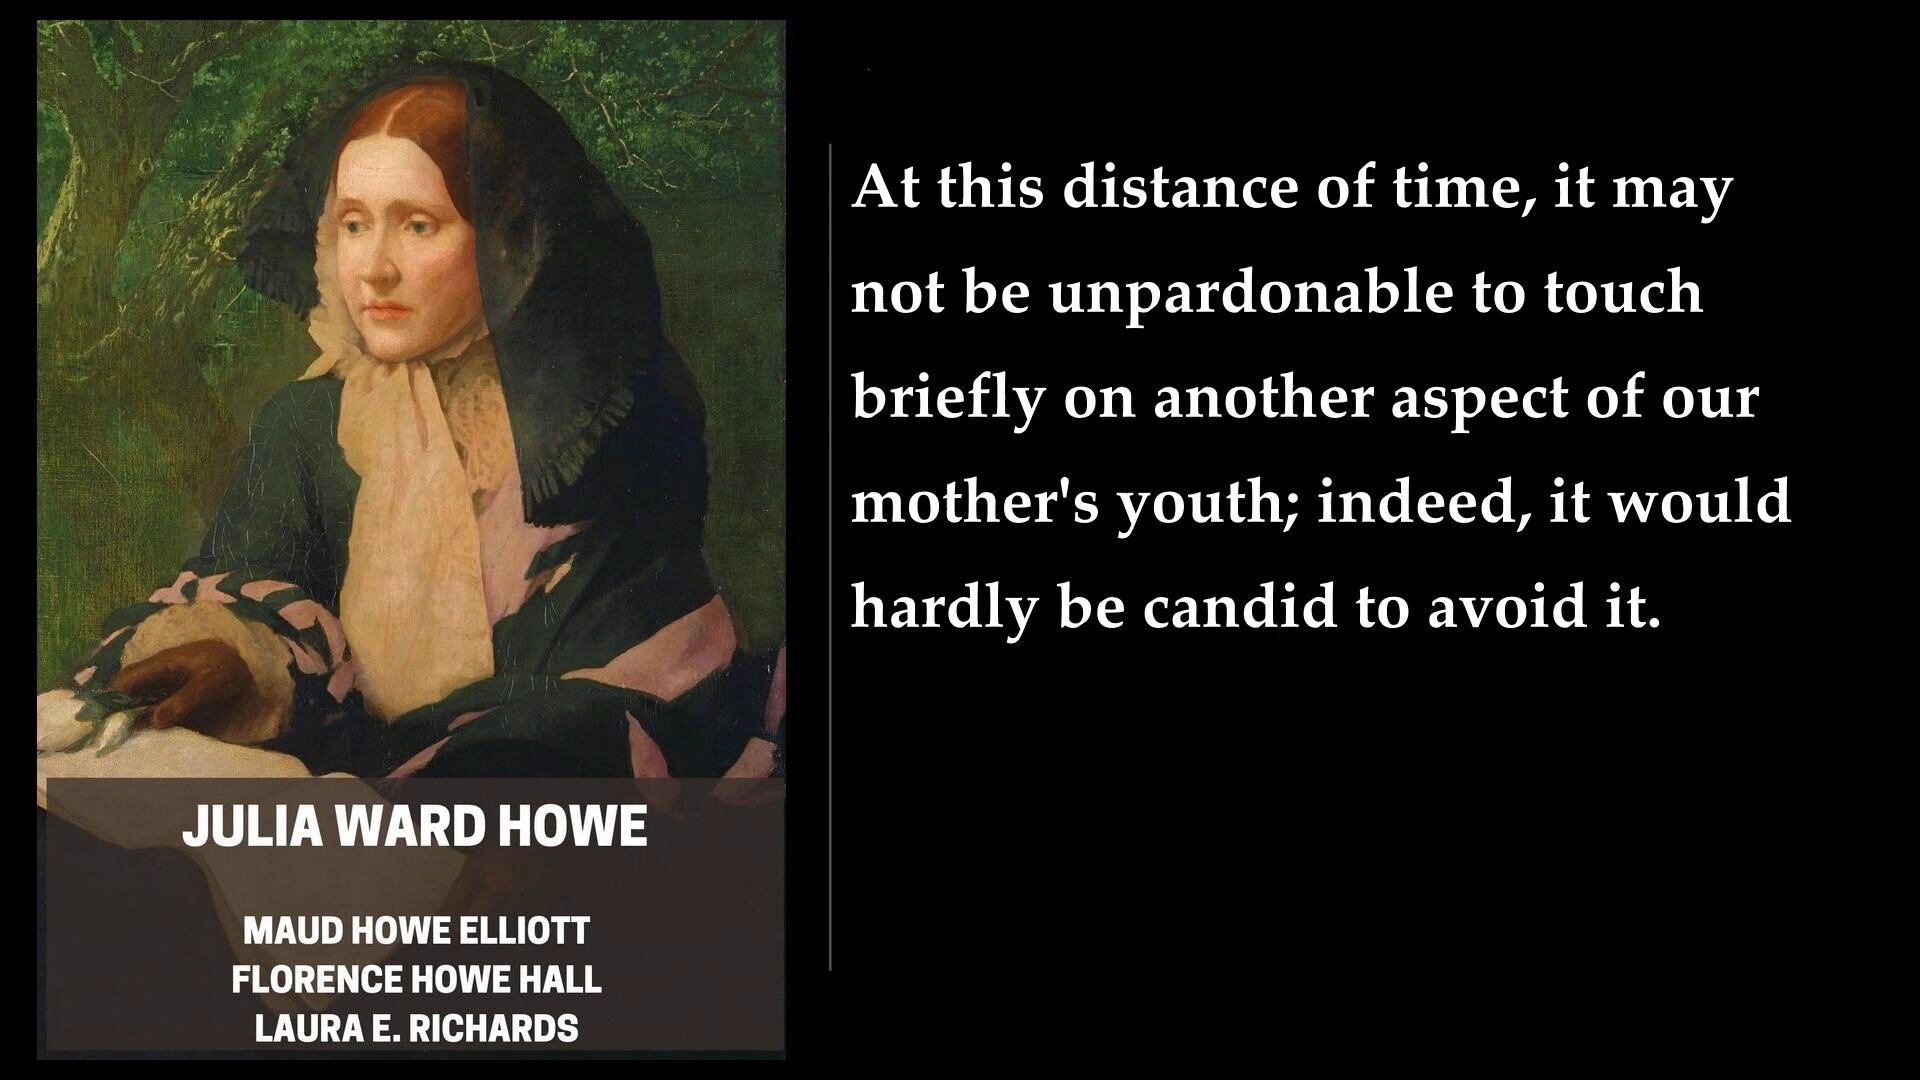 JULIA WARD HOWE
MAUD HOWE ELLIOTT
FLORENCE HOWE HALL
LAURA E. RICHARDS
At this distance of time, it may
not be unpardonable to touch
briefly on another aspect of our
mother's youth; indeed, it would
hardly be candid to avoid it.